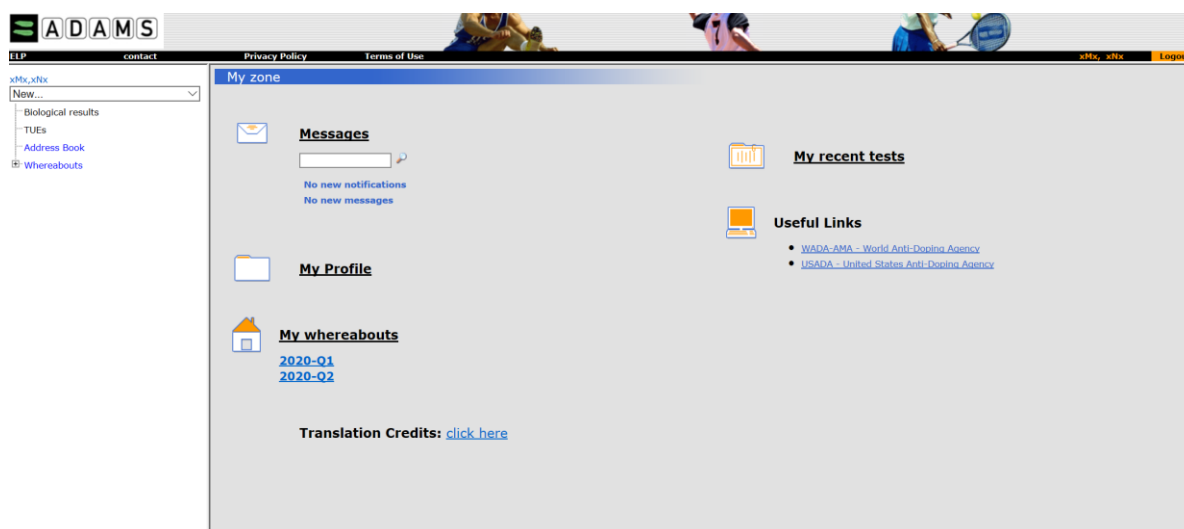 ADAMS
ELP contact Privacy Policy Terms of Use xMx, xNx Logou
xMx,xNx
New...
Biological results
TUEs
Address Book
Whereabouts
My zone
Messages
No new notifications
No new messages
My Profile
My whereabouts
2020-Q1
2020-Q2
Translation Credits: click here
My recent tests
Useful Links
WADA-AMA - World Anti-Doping Agency
USADA - United States Anti-Doping Agency